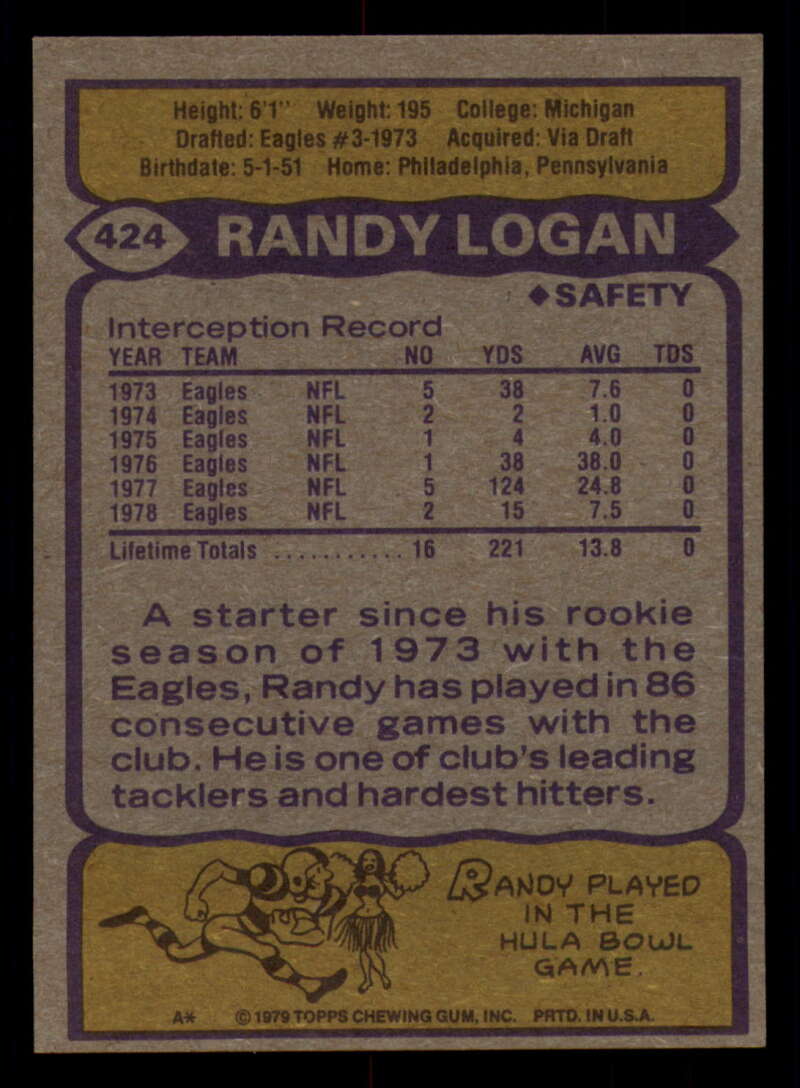 Height: 6'1" Weight: 195 College: Michigan
Drafted: Eagles #3-1973 Acquired: Via Draft
Birthdate: 5-1-51 Home: Philadelphia, Pennsylvania
424 RANDY LOGAN
◆SAFETY
Interception Record
YEAR TEAM NO YDS AVG TDS
1973 Eagles NFL 5 38 7.6 0
1974 Eagles NFL 2 2 1.0 0
1975 Eagles NFL 1 4 4.0 0
1976 Eagles NFL 1 38 38.0 0
1977 Eagles NFL 5 124 24.8 0
1978 Eagles NFL 2 15 7.5 0
Lifetime Totals ........... 16 221 13.8 0
A starter since his rookie
season of 1973 with the
Eagles, Randy has played in 86
consecutive games with the
club. He is one of club's leading
tacklers and hardest hitters.
RANDY PLAYED
IN THE
HULA BOWL
GAME.
A* © 1979 TOPPS CHEWING GUM, INC. PRTD. IN U.S.A.